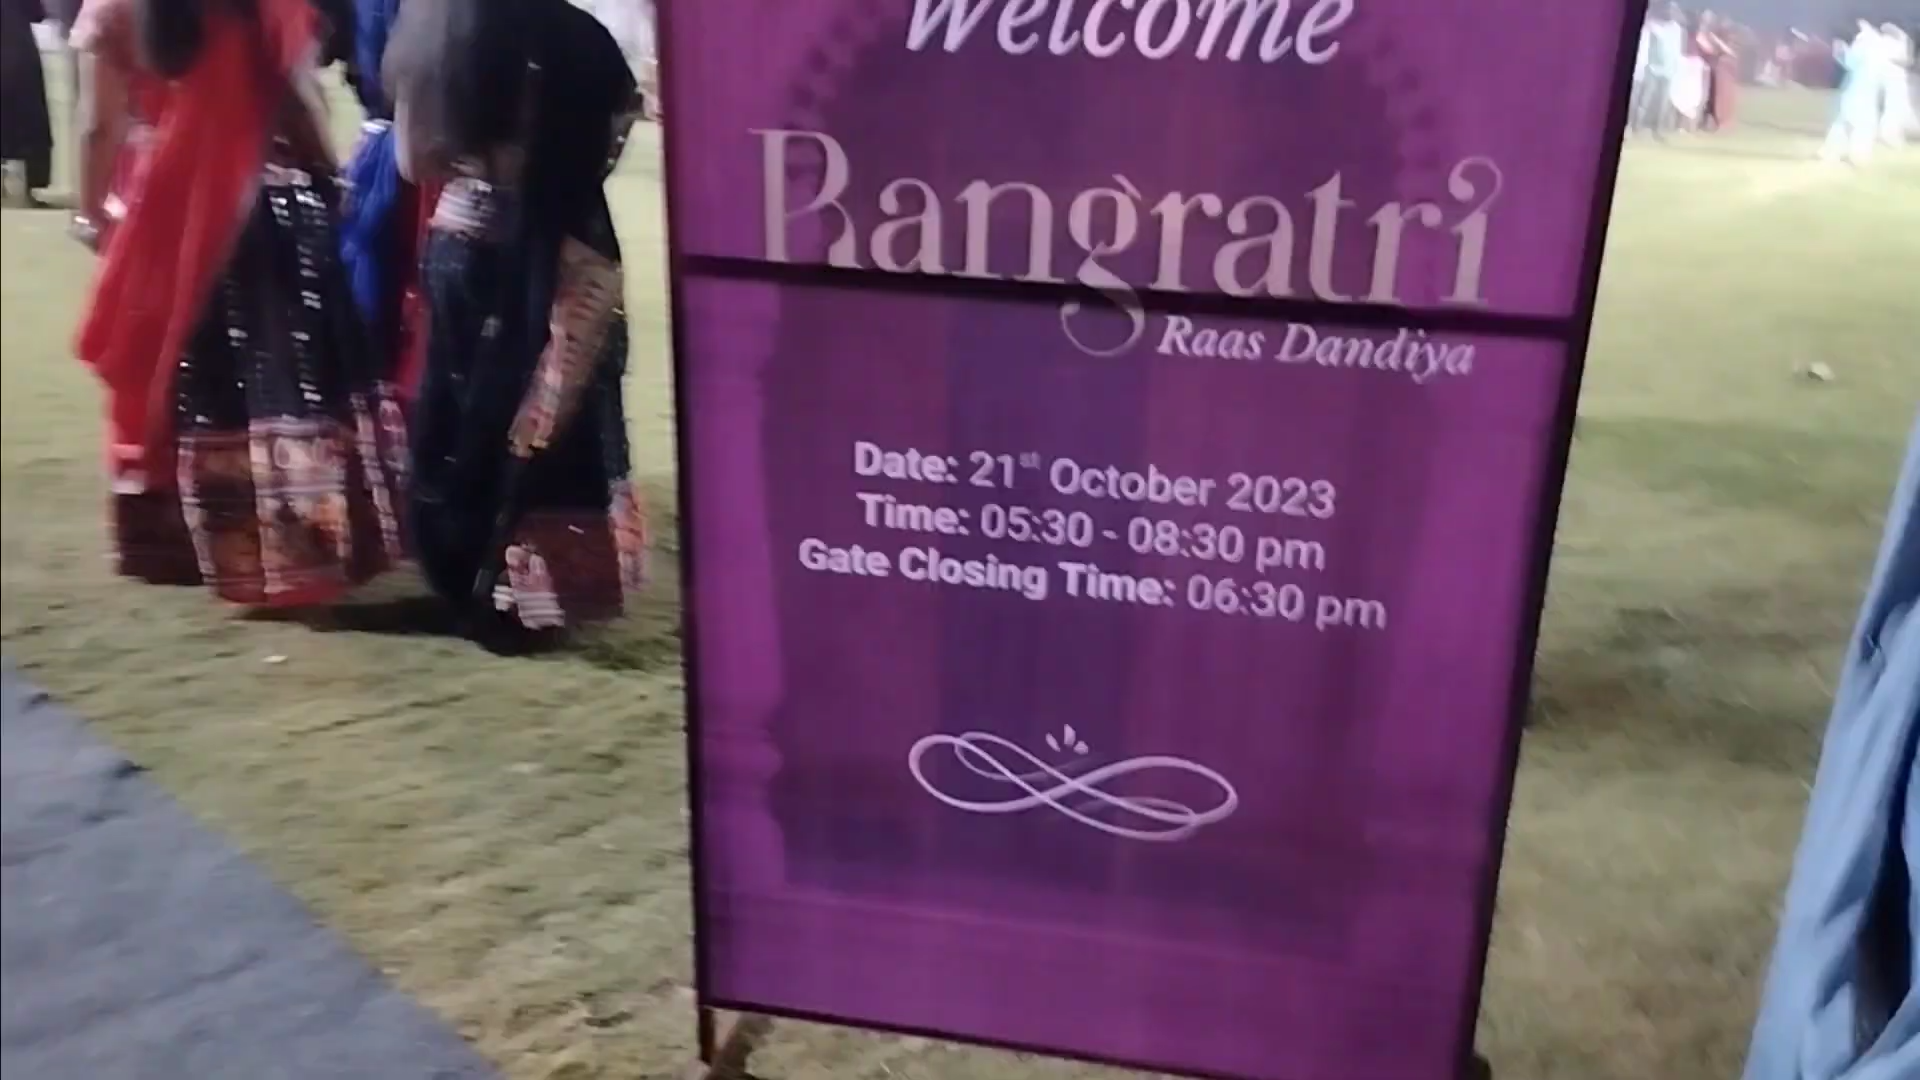 Welcome
Rangratri
Raas Dandiya
Date: 21st October 2023
Time: 05:30 - 08:30 pm
Gate Closing Time: 06:30 pm